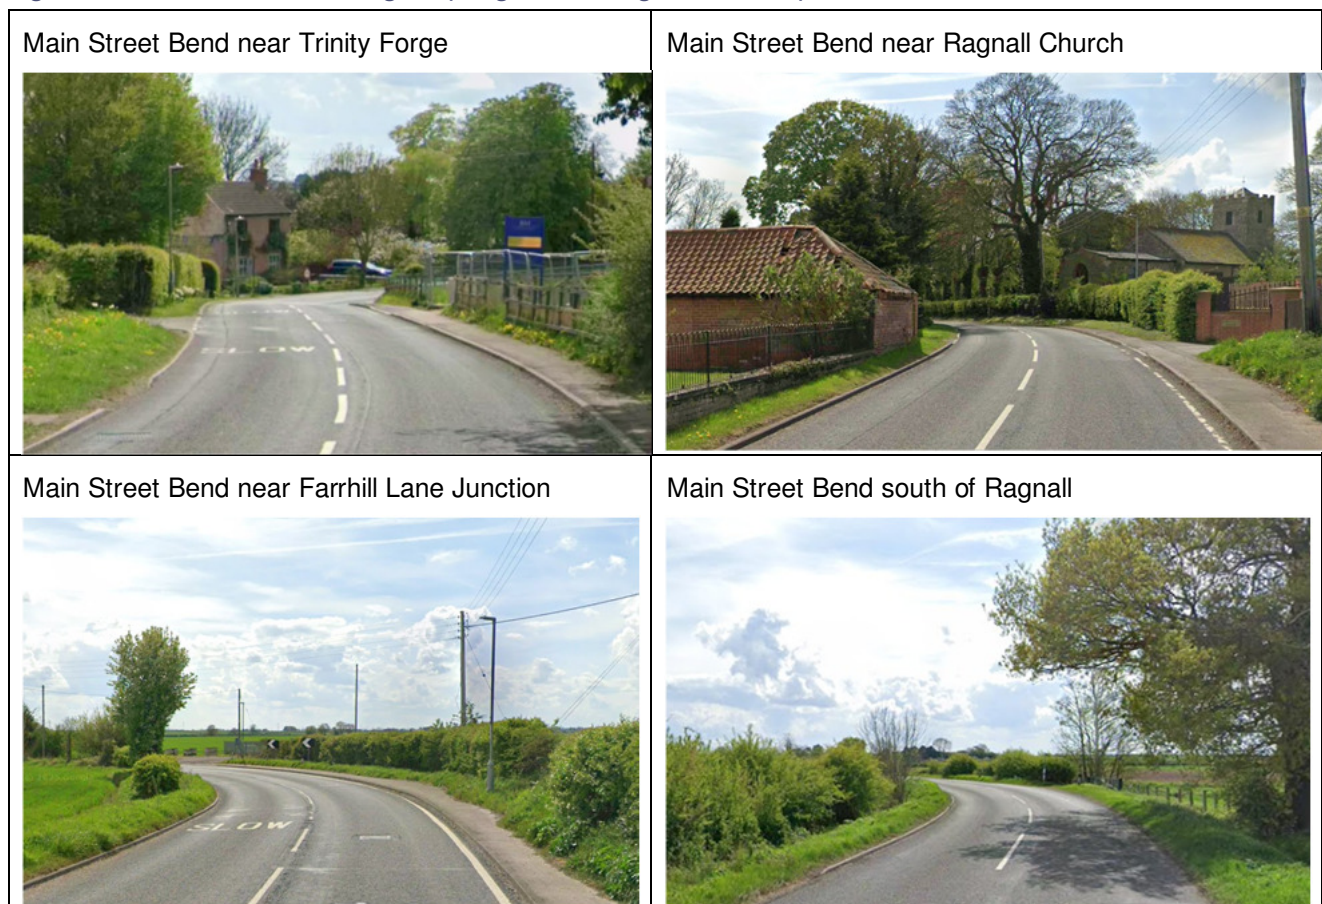 Main Street Bend near Trinity Forge
Main Street Bend near Ragnall Church
SLOW
Main Street Bend near Farrhill Lane Junction
Main Street Bend south of Ragnall
SLOW